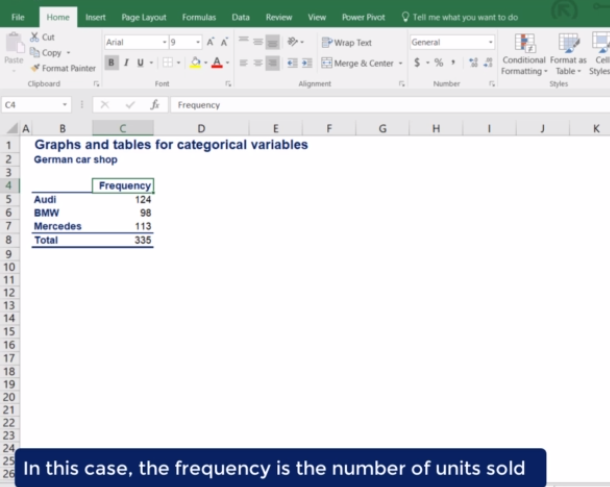 File Home Insert Page Layout Formulas Data Review View Power Pivot Tell me what you want to do
Cut
Copy
Format Painter
Paste
Clipboard
Arial 9 A A
B I U A
Font
Wrap Text
Merge & Center
Alignment
General
$ % ,
Number
Conditional Formatting
Format as Table
Cell Styles
Styles
C4 fx Frequency
A B C D E F G H I J K
1 Graphs and tables for categorical variables
2 German car shop
3
4 Frequency
5 Audi 124
6 BMW 98
7 Mercedes 113
8 Total 335
9
10
11
12
13
14
15
16
17
18
19
20
21
22
23
24
25
26
In this case, the frequency is the number of units sold